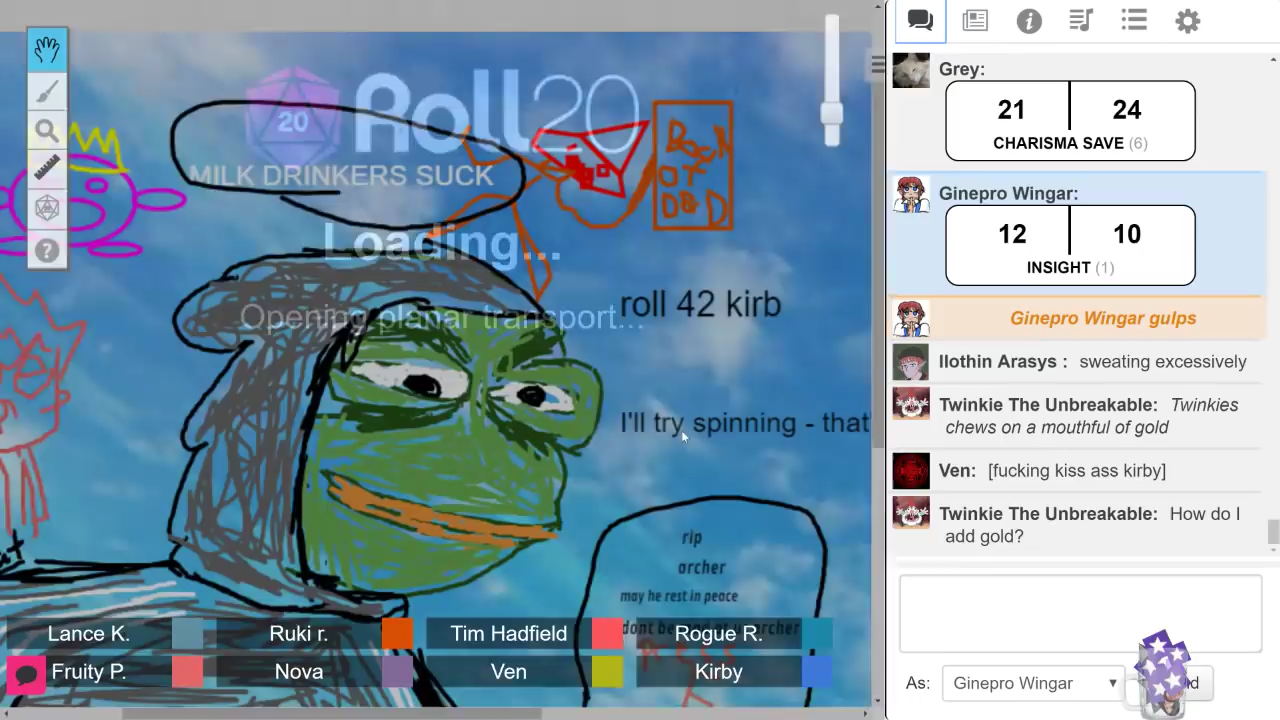 20
Roll20
MILK DRINKERS SUCK
Loading...
Opening planar transport...
BOOK
OF
D&D
roll 42 kirb
I'll try spinning - that'
rip
archer
may he rest in peace
Lance K.
Ruki r.
Tim Hadfield
Rogue R.
Fruity P.
Nova
Ven
Kirby
Grey:
21 24
CHARISMA SAVE (6)
Ginepro Wingar:
12 10
INSIGHT (1)
Ginepro Wingar gulps
Ilothin Arasys : sweating excessively
Twinkie The Unbreakable: Twinkies
chews on a mouthful of gold
Ven: [fucking kiss ass kirby]
Twinkie The Unbreakable: How do I
add gold?
As: Ginepro Wingar